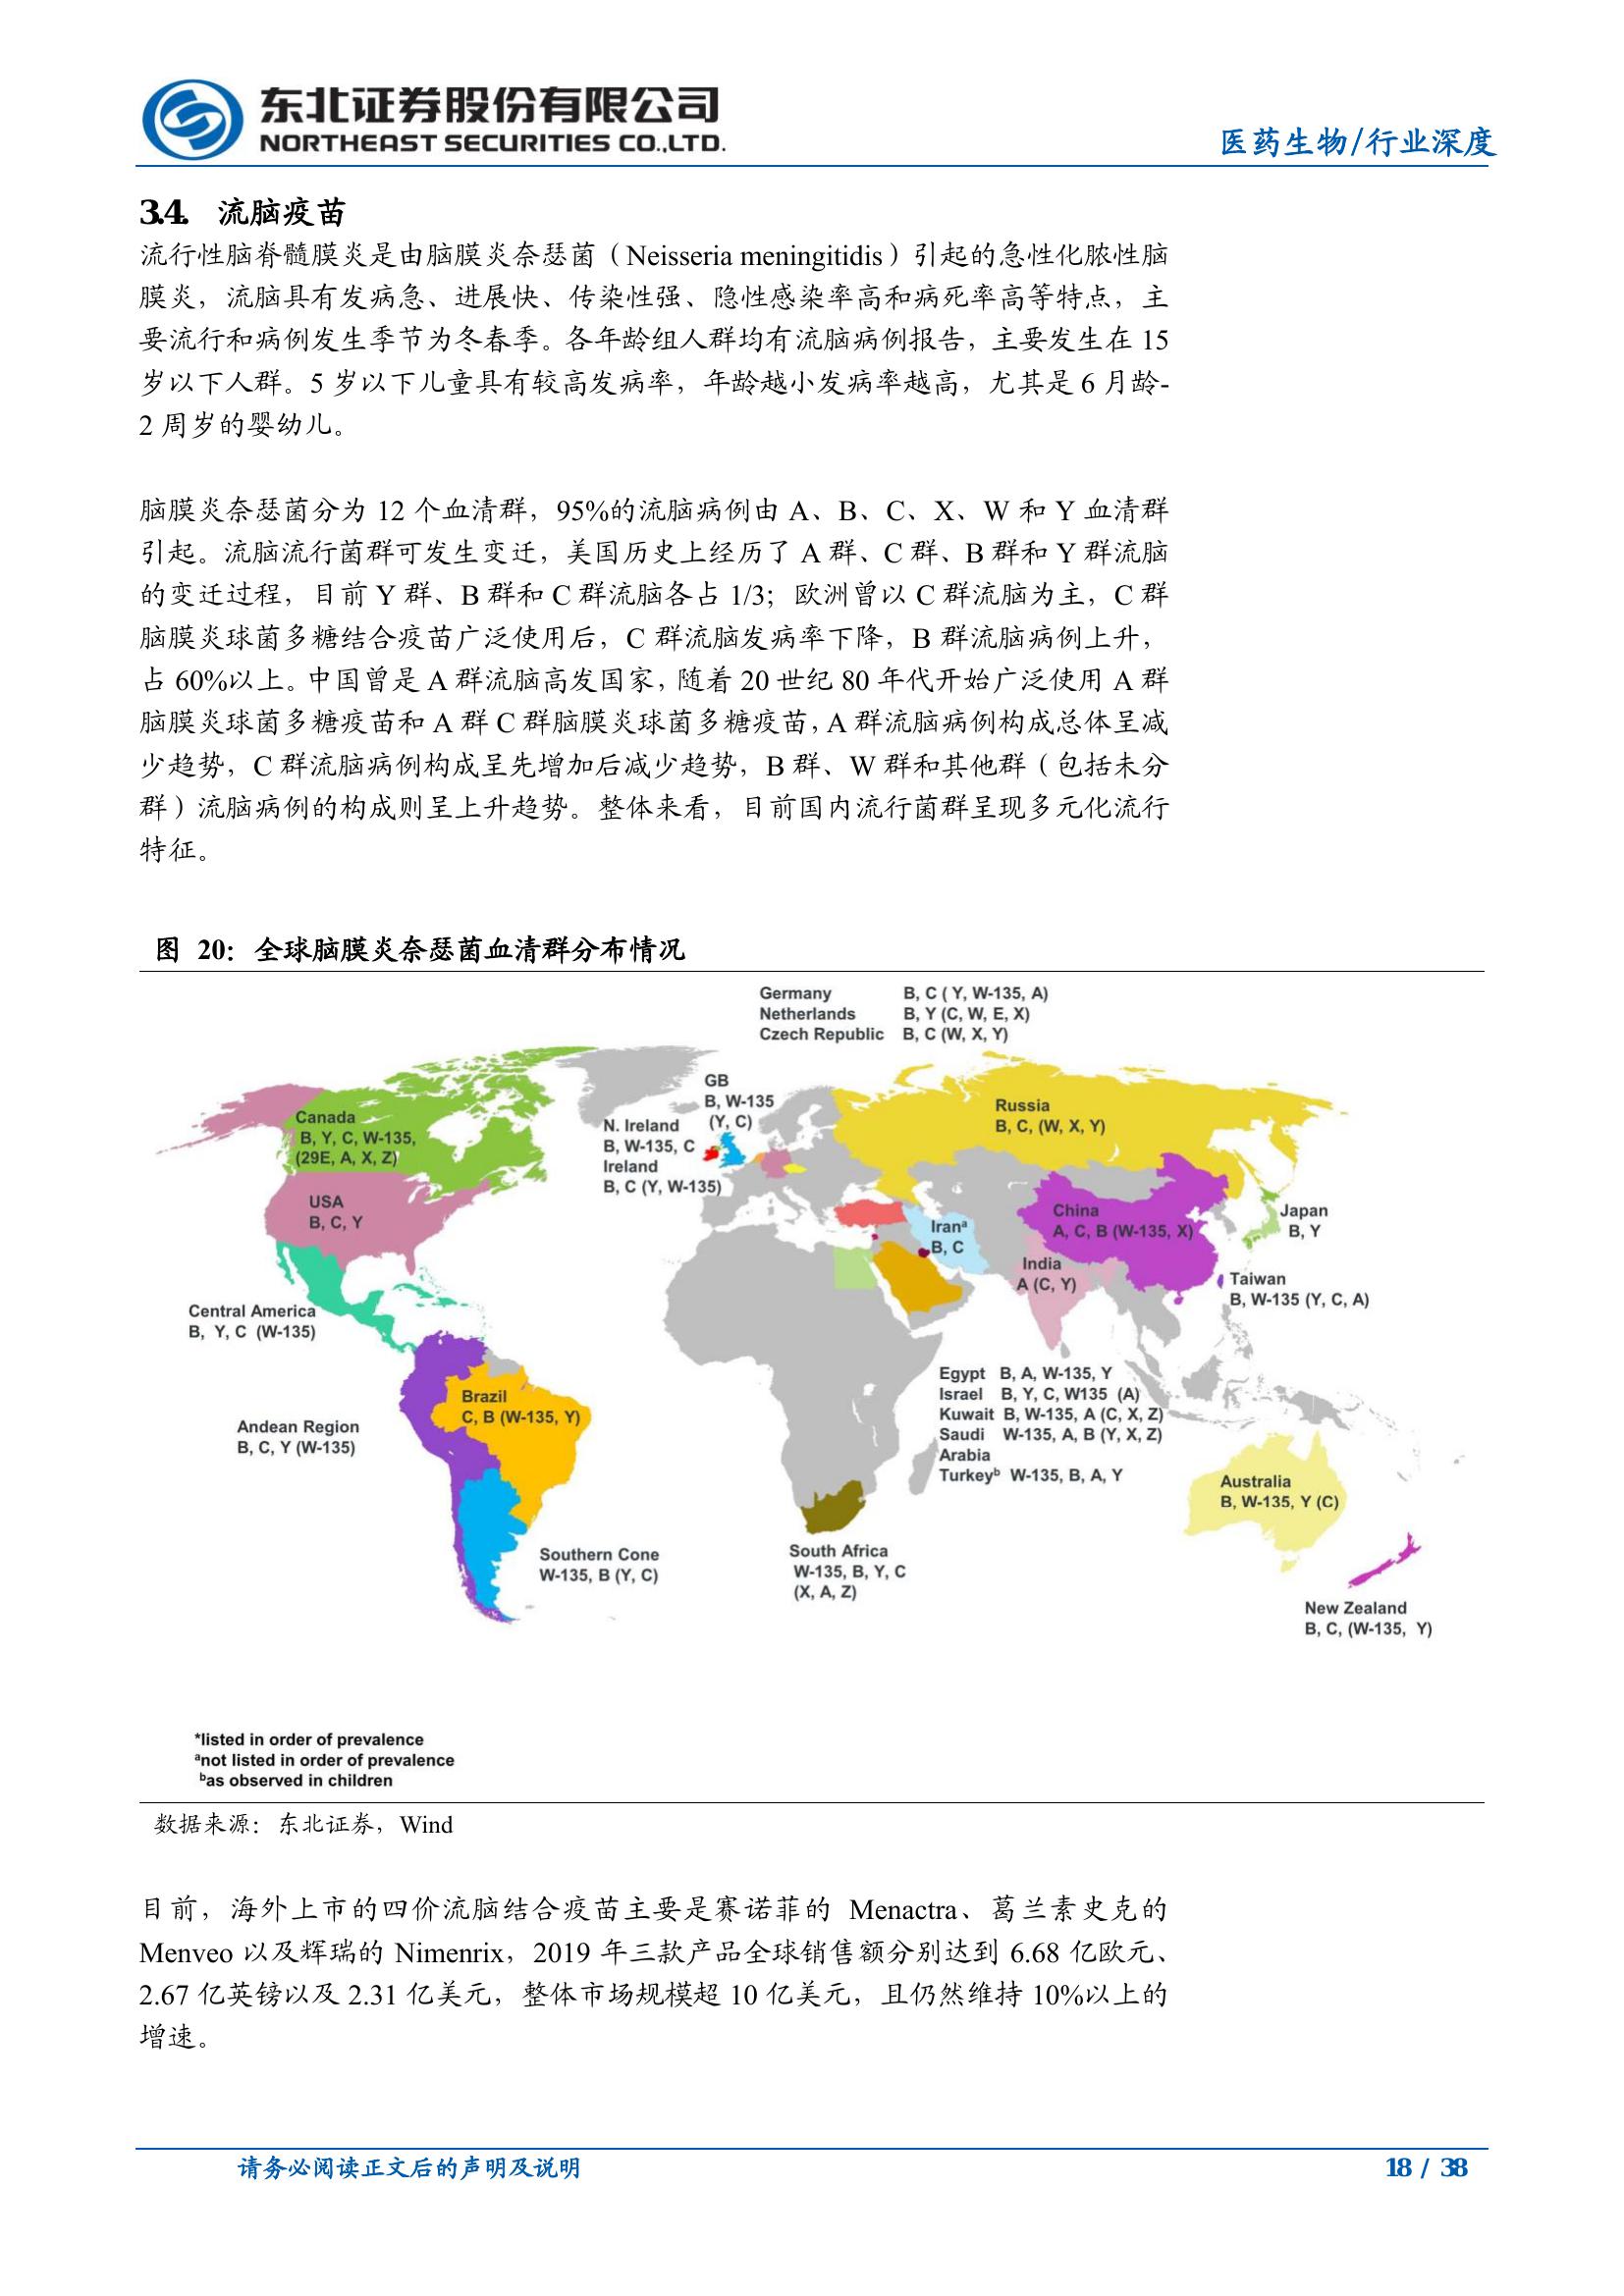 东北证券股份有限公司
NORTHEAST SECURITIES CO.,LTD.
医药生物/行业深度
3.4. 流脑疫苗
流行性脑脊髓膜炎是由脑膜炎奈瑟菌（Neisseria meningitidis）引起的急性化脓性脑
膜炎，流脑具有发病急、进展快、传染性强、隐性感染率高和病死率高等特点，主
要流行和病例发生季节为冬春季。各年龄组人群均有流脑病例报告，主要发生在 15
岁以下人群。5 岁以下儿童具有较高发病率，年龄越小发病率越高，尤其是 6 月龄-
2 周岁的婴幼儿。
脑膜炎奈瑟菌分为 12 个血清群，95%的流脑病例由 A、B、C、X、W 和 Y 血清群
引起。流脑流行菌群可发生变迁，美国历史上经历了 A 群、C 群、B 群和 Y 群流脑
的变迁过程，目前 Y 群、B 群和 C 群流脑各占 1/3；欧洲曾以 C 群流脑为主，C 群
脑膜炎球菌多糖结合疫苗广泛使用后，C 群流脑发病率下降，B 群流脑病例上升，
占 60%以上。中国曾是 A 群流脑高发国家，随着 20 世纪 80 年代开始广泛使用 A 群
脑膜炎球菌多糖疫苗和 A 群 C 群脑膜炎球菌多糖疫苗，A 群流脑病例构成总体呈减
少趋势，C 群流脑病例构成呈先增加后减少趋势，B 群、W 群和其他群（包括未分
群）流脑病例的构成则呈上升趋势。整体来看，目前国内流行菌群呈现多元化流行
特征。
图 20：全球脑膜炎奈瑟菌血清群分布情况
Germany B, C ( Y, W-135, A)
Netherlands B, Y (C, W, E, X)
Czech Republic B, C (W, X, Y)
GB
B, W-135
(Y, C)
N. Ireland
B, W-135, C
Ireland
B, C (Y, W-135)
Canada
B, Y, C, W-135,
(29E, A, X, Z)
USA
B, C, Y
Russia
B, C, (W, X, Y)
China
A, C, B (W-135, X)
Japan
B, Y
Iranᵃ
B, C
India
A (C, Y)
Taiwan
B, W-135 (Y, C, A)
Central America
B, Y, C (W-135)
Brazil
C, B (W-135, Y)
Andean Region
B, C, Y (W-135)
Egypt B, A, W-135, Y
Israel B, Y, C, W135 (A)
Kuwait B, W-135, A (C, X, Z)
Saudi W-135, A, B (Y, X, Z)
Arabia
Turkeyᵇ W-135, B, A, Y
Australia
B, W-135, Y (C)
Southern Cone
W-135, B (Y, C)
South Africa
W-135, B, Y, C
(X, A, Z)
New Zealand
B, C, (W-135, Y)
*listed in order of prevalence
ᵃnot listed in order of prevalence
ᵇas observed in children
数据来源：东北证券，Wind
目前，海外上市的四价流脑结合疫苗主要是赛诺菲的 Menactra、葛兰素史克的
Menveo 以及辉瑞的 Nimenrix，2019 年三款产品全球销售额分别达到 6.68 亿欧元、
2.67 亿英镑以及 2.31 亿美元，整体市场规模超 10 亿美元，且仍然维持 10%以上的
增速。
请务必阅读正文后的声明及说明
18 / 38